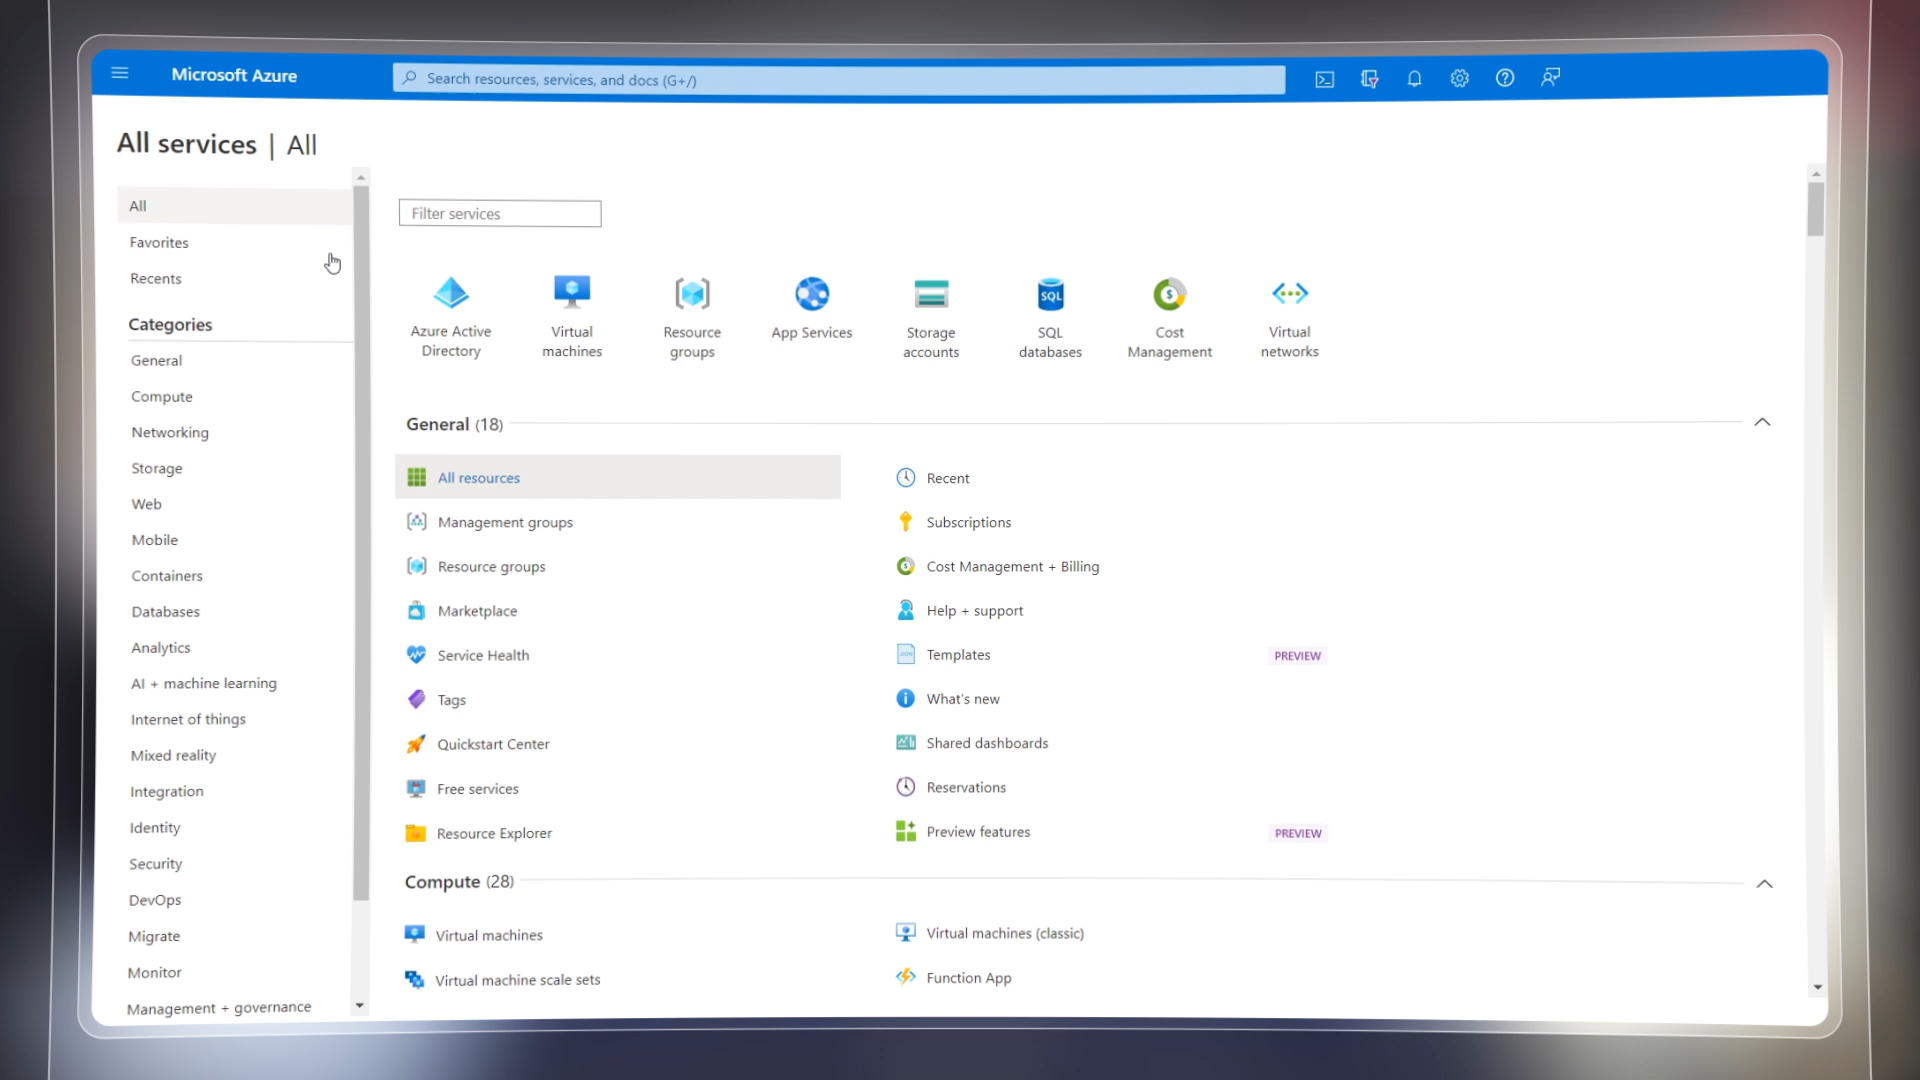 Microsoft Azure
Search resources, services, and docs (G+/)
All services | All
All
Favorites
Recents
Categories
General
Compute
Networking
Storage
Web
Mobile
Containers
Databases
Analytics
AI + machine learning
Internet of things
Mixed reality
Integration
Identity
Security
DevOps
Migrate
Monitor
Management + governance
Filter services
Azure Active
Directory
Virtual
machines
Resource
groups
App Services
Storage
accounts
SQL
SQL
databases
Cost
Management
Virtual
networks
General (18)
All resources
Recent
Management groups
Subscriptions
Resource groups
Cost Management + Billing
Marketplace
Help + support
Service Health
Templates PREVIEW
Tags
What's new
Quickstart Center
Shared dashboards
Free services
Reservations
Resource Explorer
Preview features PREVIEW
Compute (28)
Virtual machines
Virtual machines (classic)
Virtual machine scale sets
Function App